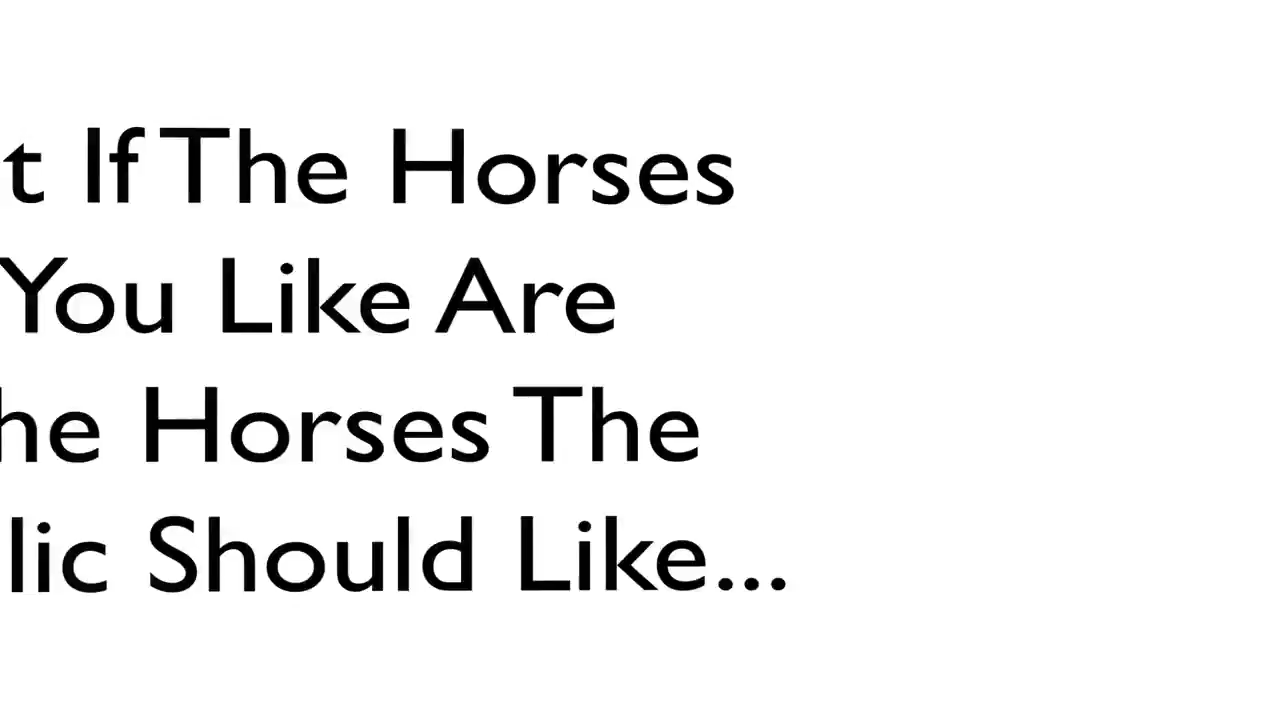 t If The Horses
You Like Are
he Horses The
lic Should Like...